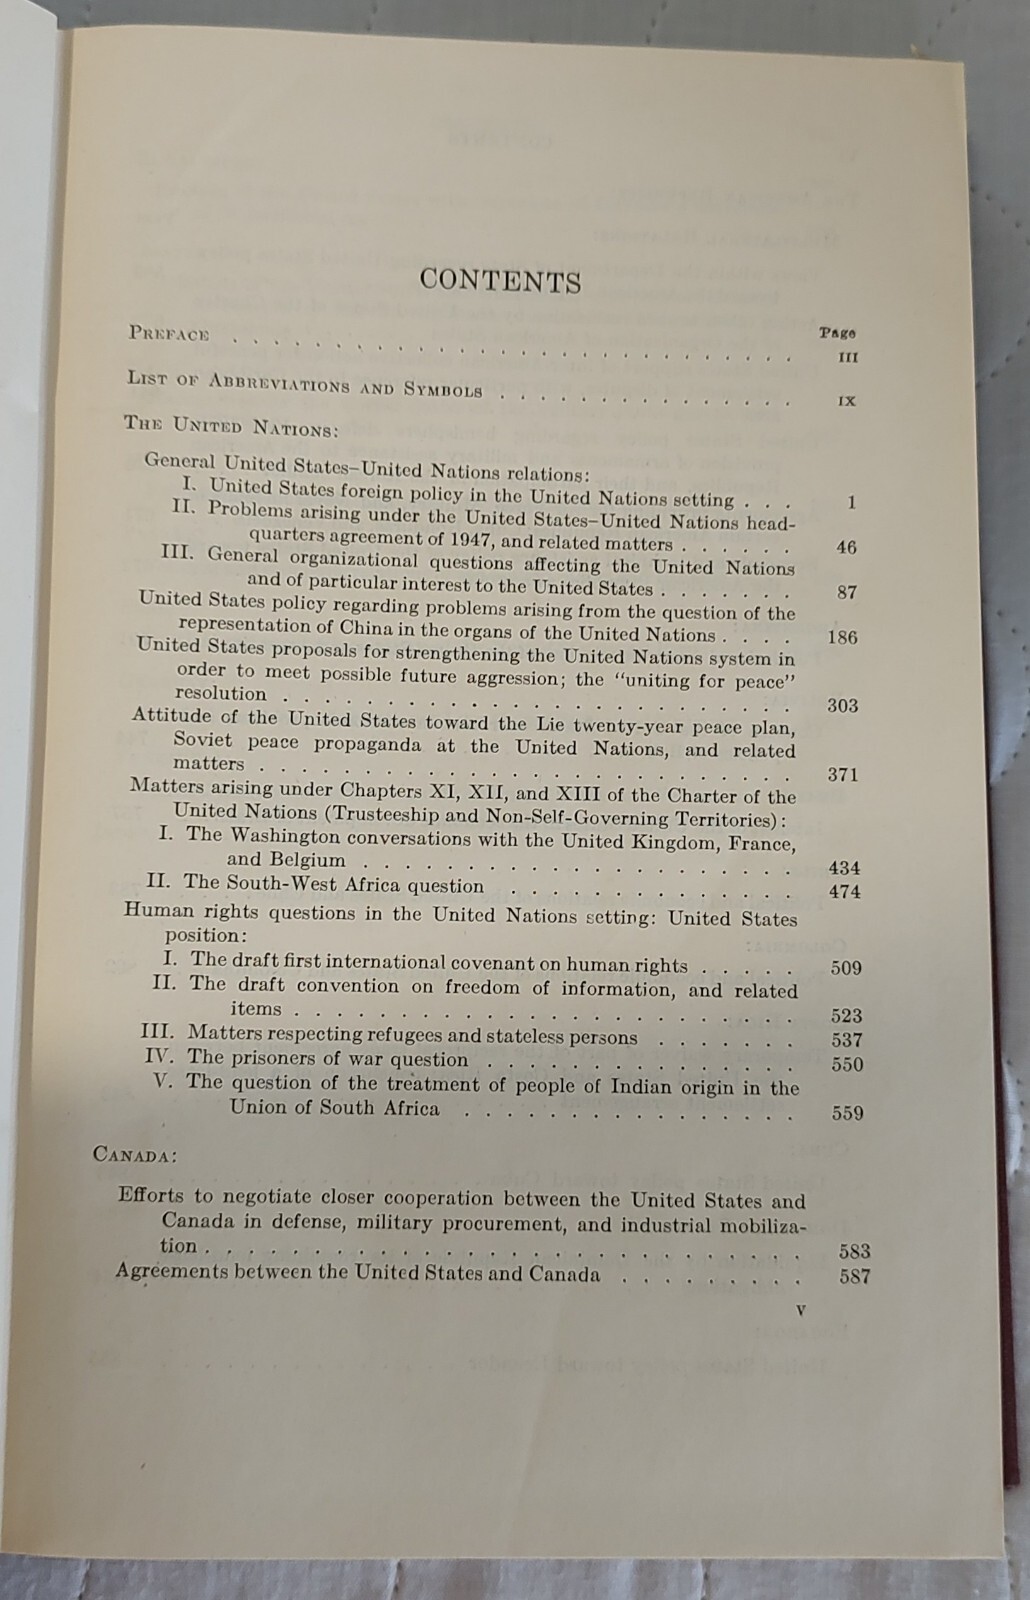 CONTENTS
Page
PREFACE . . . . . . . . . . . . . . . . . . . . . . . . . . . . III
LIST OF ABBREVIATIONS AND SYMBOLS . . . . . . . . . . . . . . . IX
THE UNITED NATIONS:
General United States–United Nations relations:
I. United States foreign policy in the United Nations setting . . . 1
II. Problems arising under the United States–United Nations head-
quarters agreement of 1947, and related matters . . . . . . 46
III. General organizational questions affecting the United Nations
and of particular interest to the United States . . . . . . . 87
United States policy regarding problems arising from the question of the
representation of China in the organs of the United Nations . . . . 186
United States proposals for strengthening the United Nations system in
order to meet possible future aggression; the “uniting for peace”
resolution . . . . . . . . . . . . . . . . . . . . . . . . . 303
Attitude of the United States toward the Lie twenty-year peace plan,
Soviet peace propaganda at the United Nations, and related
matters . . . . . . . . . . . . . . . . . . . . . . . . . . 371
Matters arising under Chapters XI, XII, and XIII of the Charter of the
United Nations (Trusteeship and Non-Self-Governing Territories):
I. The Washington conversations with the United Kingdom, France,
and Belgium . . . . . . . . . . . . . . . . . . . . . 434
II. The South-West Africa question . . . . . . . . . . . . . . 474
Human rights questions in the United Nations setting: United States
position:
I. The draft first international covenant on human rights . . . . . 509
II. The draft convention on freedom of information, and related
items . . . . . . . . . . . . . . . . . . . . . . . . 523
III. Matters respecting refugees and stateless persons . . . . . . . 537
IV. The prisoners of war question . . . . . . . . . . . . . . . 550
V. The question of the treatment of people of Indian origin in the
Union of South Africa . . . . . . . . . . . . . . . . 559
CANADA:
Efforts to negotiate closer cooperation between the United States and
Canada in defense, military procurement, and industrial mobiliza-
tion . . . . . . . . . . . . . . . . . . . . . . . . . . . . 583
Agreements between the United States and Canada . . . . . . . . . 587
V